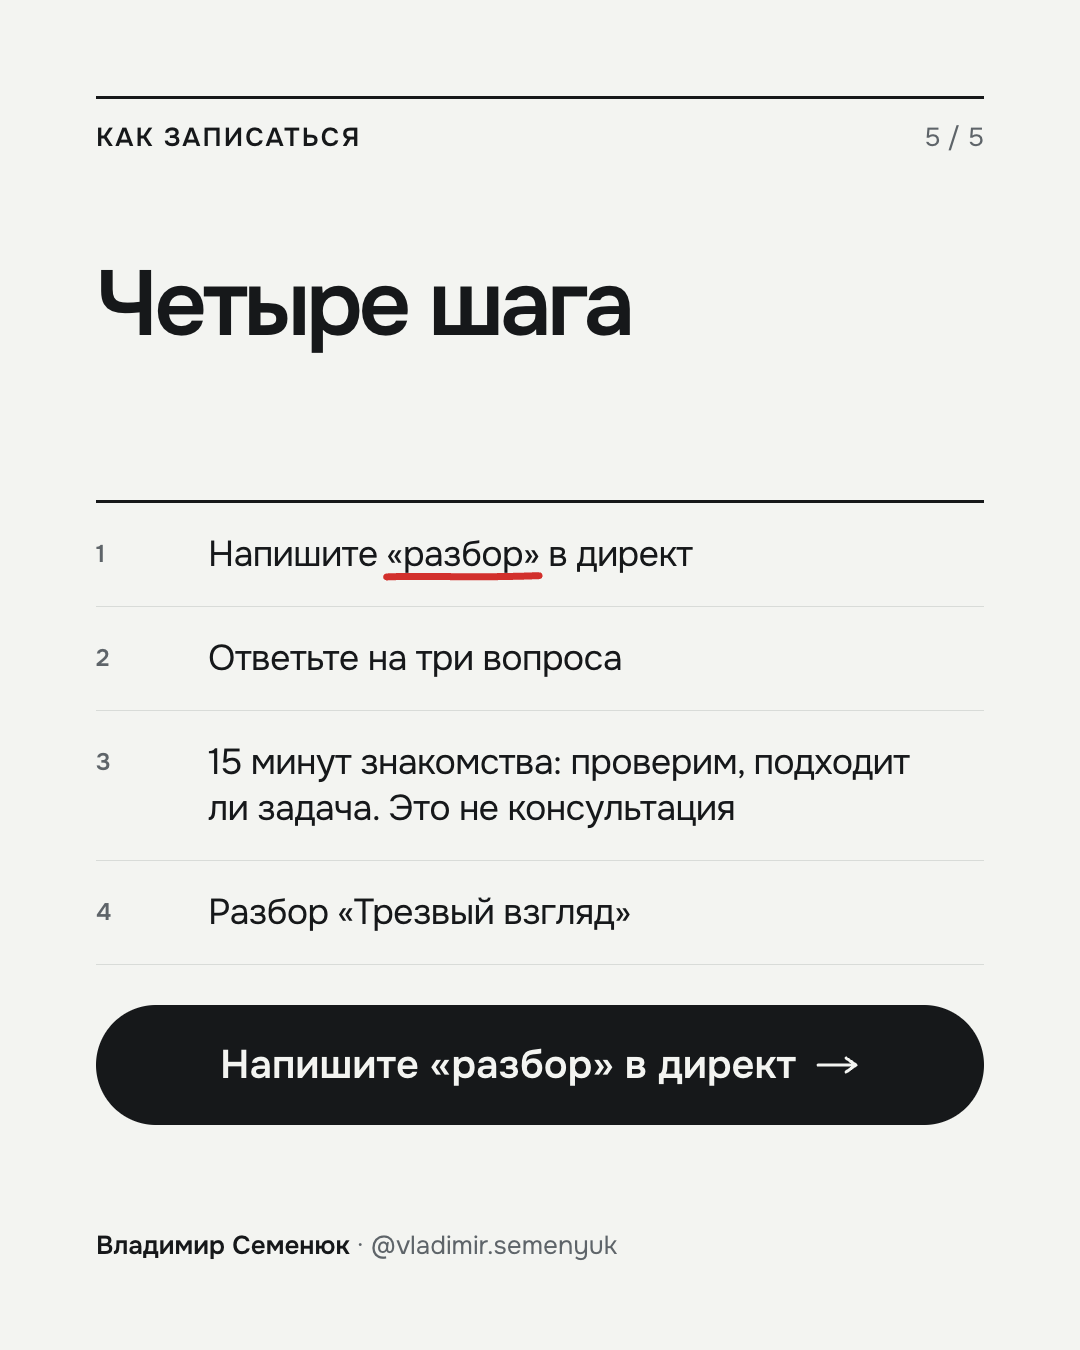 КАК ЗАПИСАТЬСЯ
5 / 5
Четыре шага
1 Напишите «разбор» в директ
2 Ответьте на три вопроса
3 15 минут знакомства: проверим, подходит
ли задача. Это не консультация
4 Разбор «Трезвый взгляд»
Напишите «разбор» в директ →
Владимир Семенюк · @vladimir.semenyuk